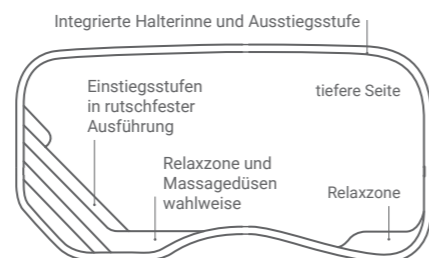 Integrierte Halterinne und Ausstiegsstufe
Einstiegsstufen
in rutschfester
Ausführung
tiefere Seite
Relaxzone und
Massagedüsen
wahlweise
Relaxzone